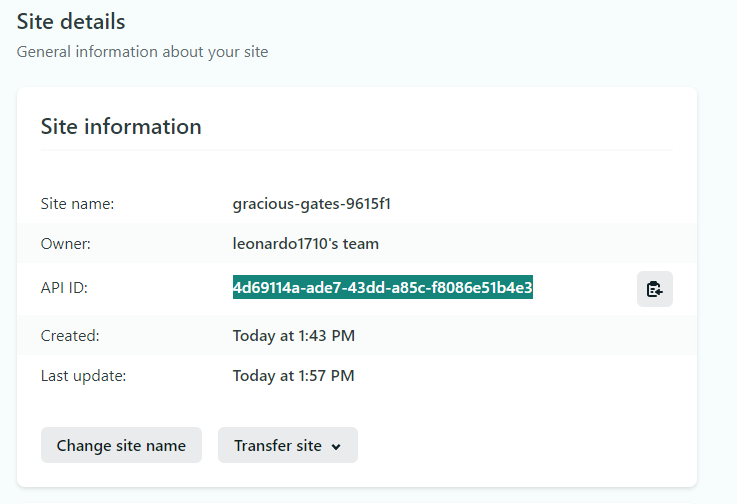 Site details
General information about your site
Site information
Site name: gracious-gates-9615f1
Owner: leonardo1710's team
API ID: 4d69114a-ade7-43dd-a85c-f8086e51b4e3
Created: Today at 1:43 PM
Last update: Today at 1:57 PM
Change site name Transfer site